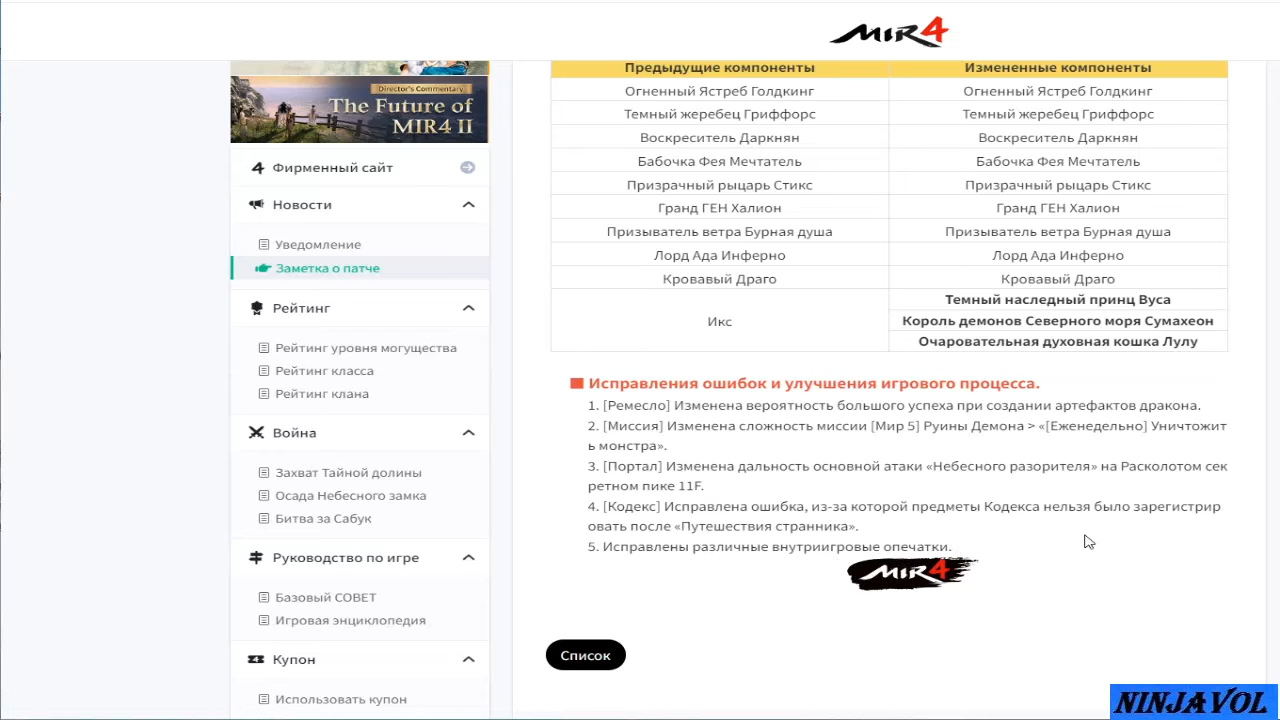 MIR4
Director's Commentary
The Future of
MIR4 II
Фирменный сайт
Новости
Уведомление
Заметка о патче
Рейтинг
Рейтинг уровня могущества
Рейтинг класса
Рейтинг клана
Война
Захват Тайной долины
Осада Небесного замка
Битва за Сабук
Руководство по игре
Базовый СОВЕТ
Игровая энциклопедия
Купон
Использовать купон
Предыдущие компоненты Измененные компоненты
Огненный Ястреб Голдкинг Огненный Ястреб Голдкинг
Темный жеребец Гриффорс Темный жеребец Гриффорс
Воскреситель Даркнян Воскреситель Даркнян
Бабочка Фея Мечтатель Бабочка Фея Мечтатель
Призрачный рыцарь Стикс Призрачный рыцарь Стикс
Гранд ГЕН Халион Гранд ГЕН Халион
Призыватель ветра Бурная душа Призыватель ветра Бурная душа
Лорд Ада Инферно Лорд Ада Инферно
Кровавый Драго Кровавый Драго
Икс
Темный наследный принц Вуса
Король демонов Северного моря Сумахеон
Очаровательная духовная кошка Лулу
Исправления ошибок и улучшения игрового процесса.
1. [Ремесло] Изменена вероятность большого успеха при создании артефактов дракона.
2. [Миссия] Изменена сложность миссии [Мир 5] Руины Демона > «[Еженедельно] Уничтожит
ь монстра».
3. [Портал] Изменена дальность основной атаки «Небесного разорителя» на Расколотом сек
ретном пике 11F.
4. [Кодекс] Исправлена ошибка, из-за которой предметы Кодекса нельзя было зарегистрир
овать после «Путешествия странника».
5. Исправлены различные внутриигровые опечатки.
MIR4
Список
NINJAVOL